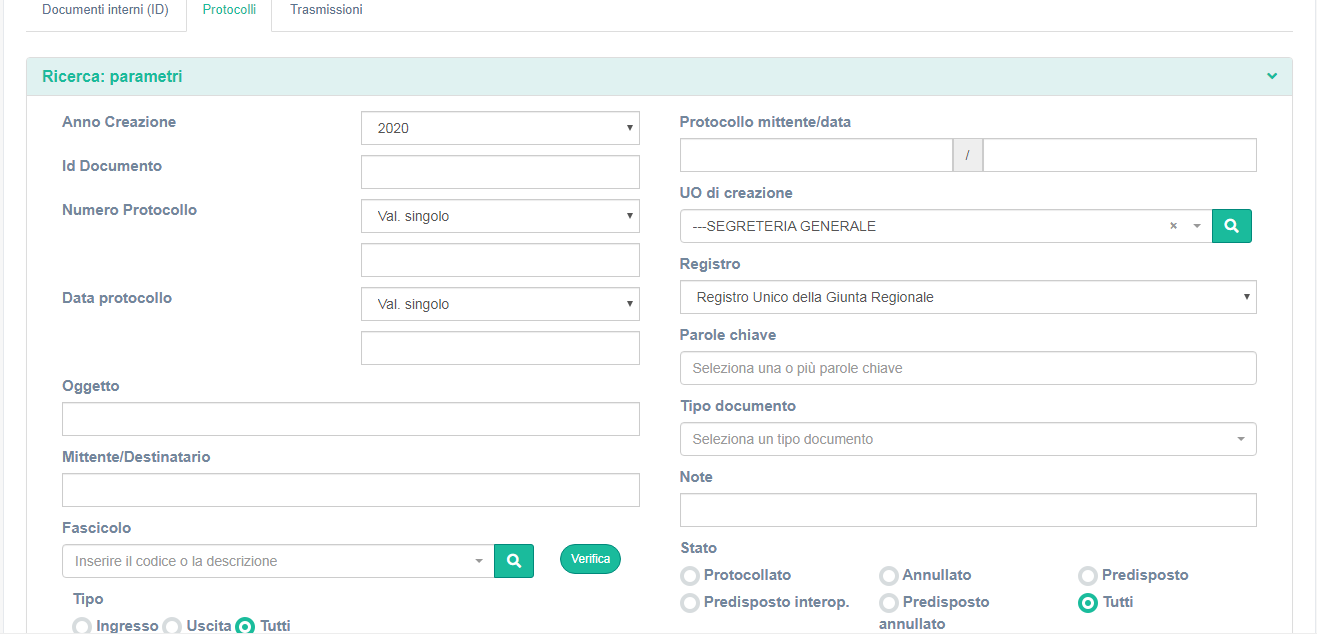 Documenti interni (ID) Protocolli Trasmissioni
Ricerca: parametri
Anno Creazione
2020
Id Documento
Numero Protocollo
Val. singolo
Data protocollo
Val. singolo
Oggetto
Mittente/Destinatario
Fascicolo
Inserire il codice o la descrizione
Verifica
Tipo
Ingresso Uscita Tutti
Protocollo mittente/data
/
UO di creazione
---SEGRETERIA GENERALE ×
Registro
Registro Unico della Giunta Regionale
Parole chiave
Seleziona una o più parole chiave
Tipo documento
Seleziona un tipo documento
Note
Stato
Protocollato Annullato Predisposto
Predisposto interop. Predisposto Tutti
annullato